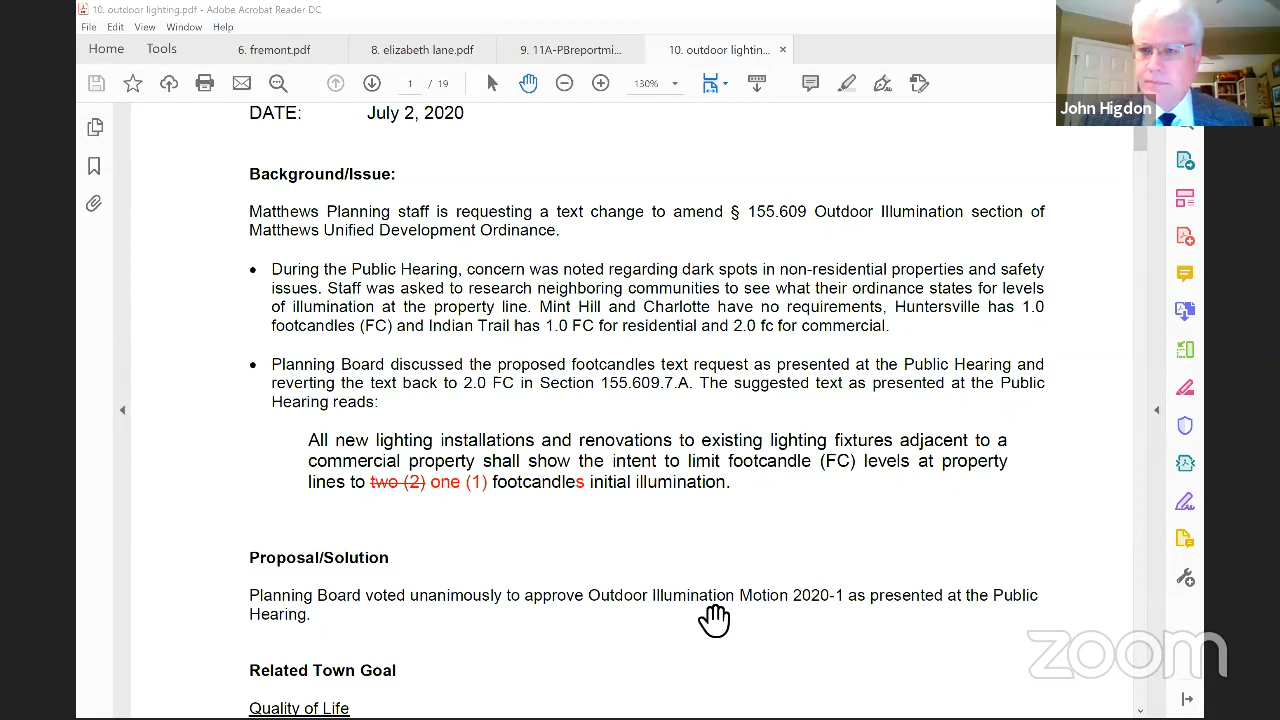 10. outdoor lighting.pdf - Adobe Acrobat Reader DC
File Edit View Window Help
Home Tools 6. fremont.pdf 8. elizabeth lane.pdf 9. 11A-PBreportmi... 10. outdoor lightin... ×
1 / 19 130%
John Higdon
DATE: July 2, 2020
Background/Issue:
Matthews Planning staff is requesting a text change to amend § 155.609 Outdoor Illumination section of
Matthews Unified Development Ordinance.
• During the Public Hearing, concern was noted regarding dark spots in non-residential properties and safety
issues. Staff was asked to research neighboring communities to see what their ordinance states for levels
of illumination at the property line. Mint Hill and Charlotte have no requirements, Huntersville has 1.0
footcandles (FC) and Indian Trail has 1.0 FC for residential and 2.0 fc for commercial.
• Planning Board discussed the proposed footcandles text request as presented at the Public Hearing and
reverting the text back to 2.0 FC in Section 155.609.7.A. The suggested text as presented at the Public
Hearing reads:
All new lighting installations and renovations to existing lighting fixtures adjacent to a
commercial property shall show the intent to limit footcandle (FC) levels at property
lines to two (2) one (1) footcandles initial illumination.
Proposal/Solution
Planning Board voted unanimously to approve Outdoor Illumination Motion 2020-1 as presented at the Public
Hearing.
Related Town Goal
Quality of Life
zoom